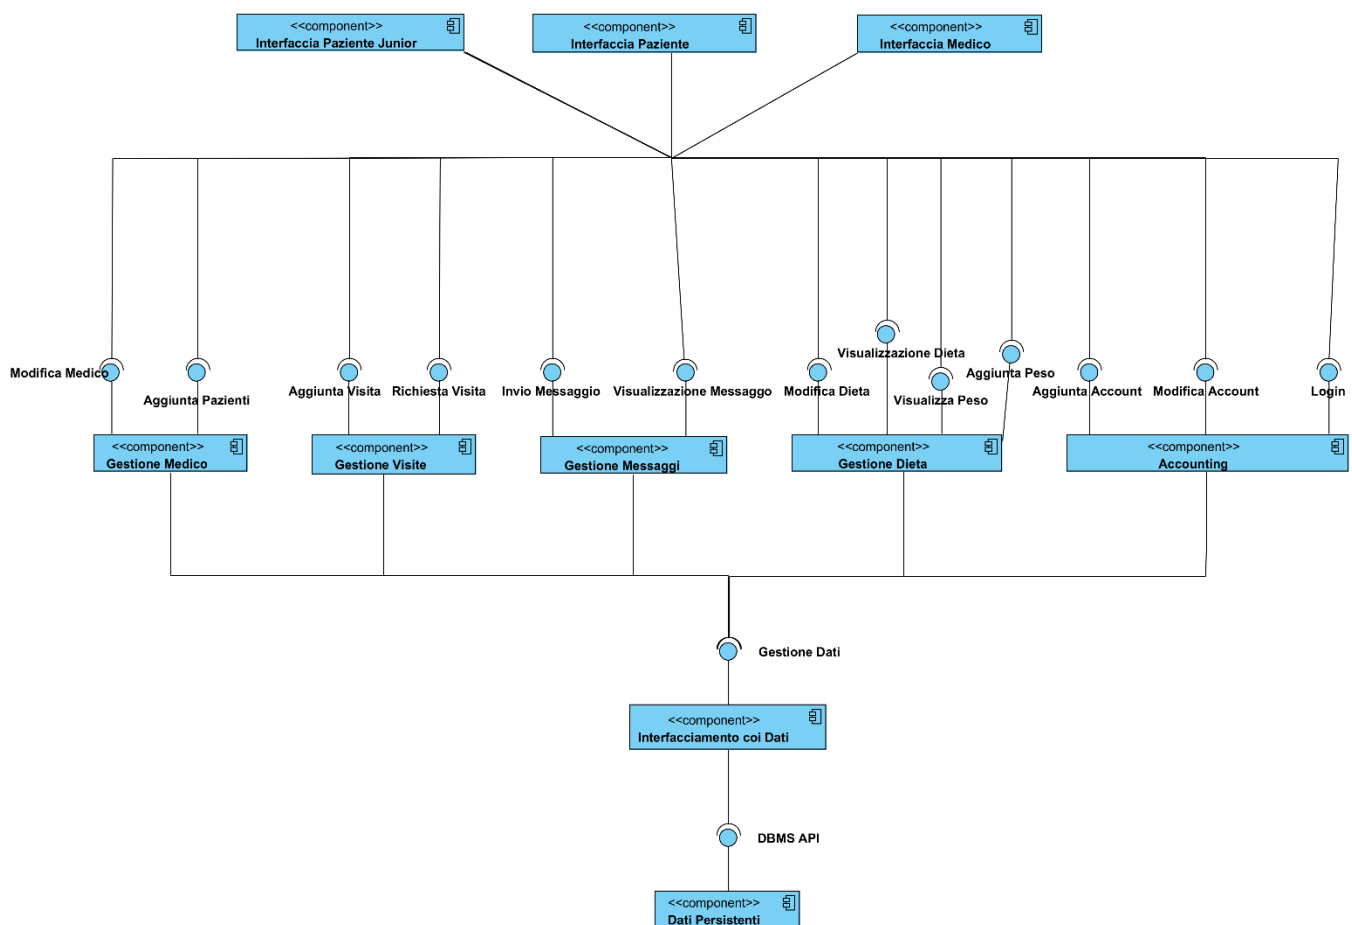 <<component>>
Interfaccia Paziente Junior
<<component>>
Interfaccia Paziente
<<component>>
Interfaccia Medico
Modifica Medico
Aggiunta Pazienti
Aggiunta Visita
Richiesta Visita
Invio Messaggio
Visualizzazione Messaggo
Modifica Dieta
Visualizzazione Dieta
Visualizza Peso
Aggiunta Peso
Aggiunta Account
Modifica Account
Login
<<component>>
Gestione Medico
<<component>>
Gestione Visite
<<component>>
Gestione Messaggi
<<component>>
Gestione Dieta
<<component>>
Accounting
Gestione Dati
<<component>>
Interfacciamento coi Dati
DBMS API
<<component>>
Dati Persistenti